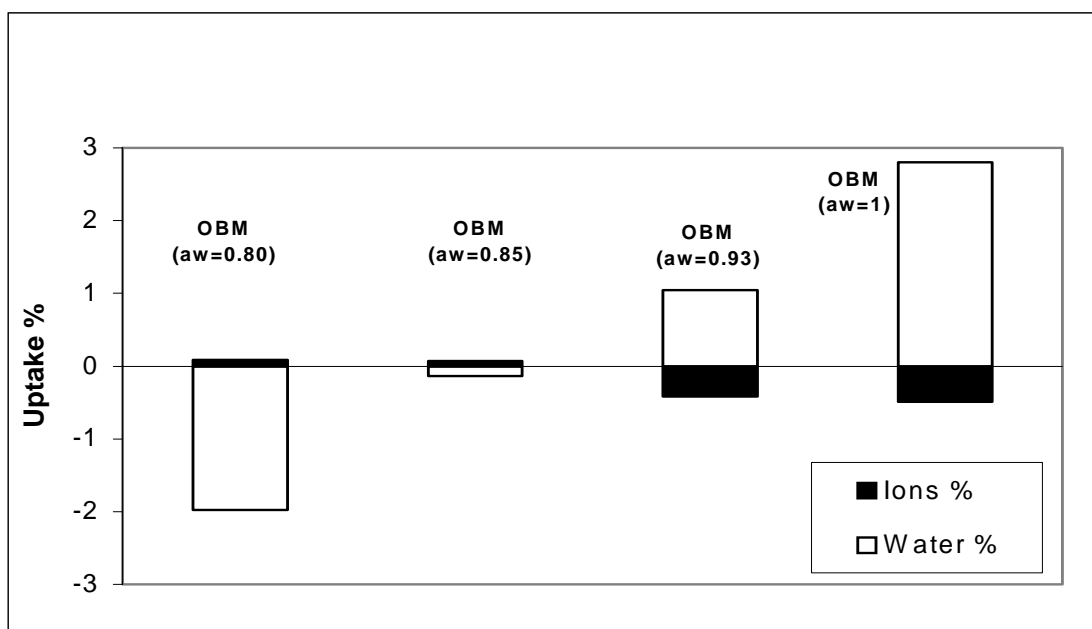 3
2
1
0
-1
-2
-3
Uptake %
OBM
(aw=0.80)
OBM
(aw=0.85)
OBM
(aw=0.93)
OBM
(aw=1)
Ions %
Water %